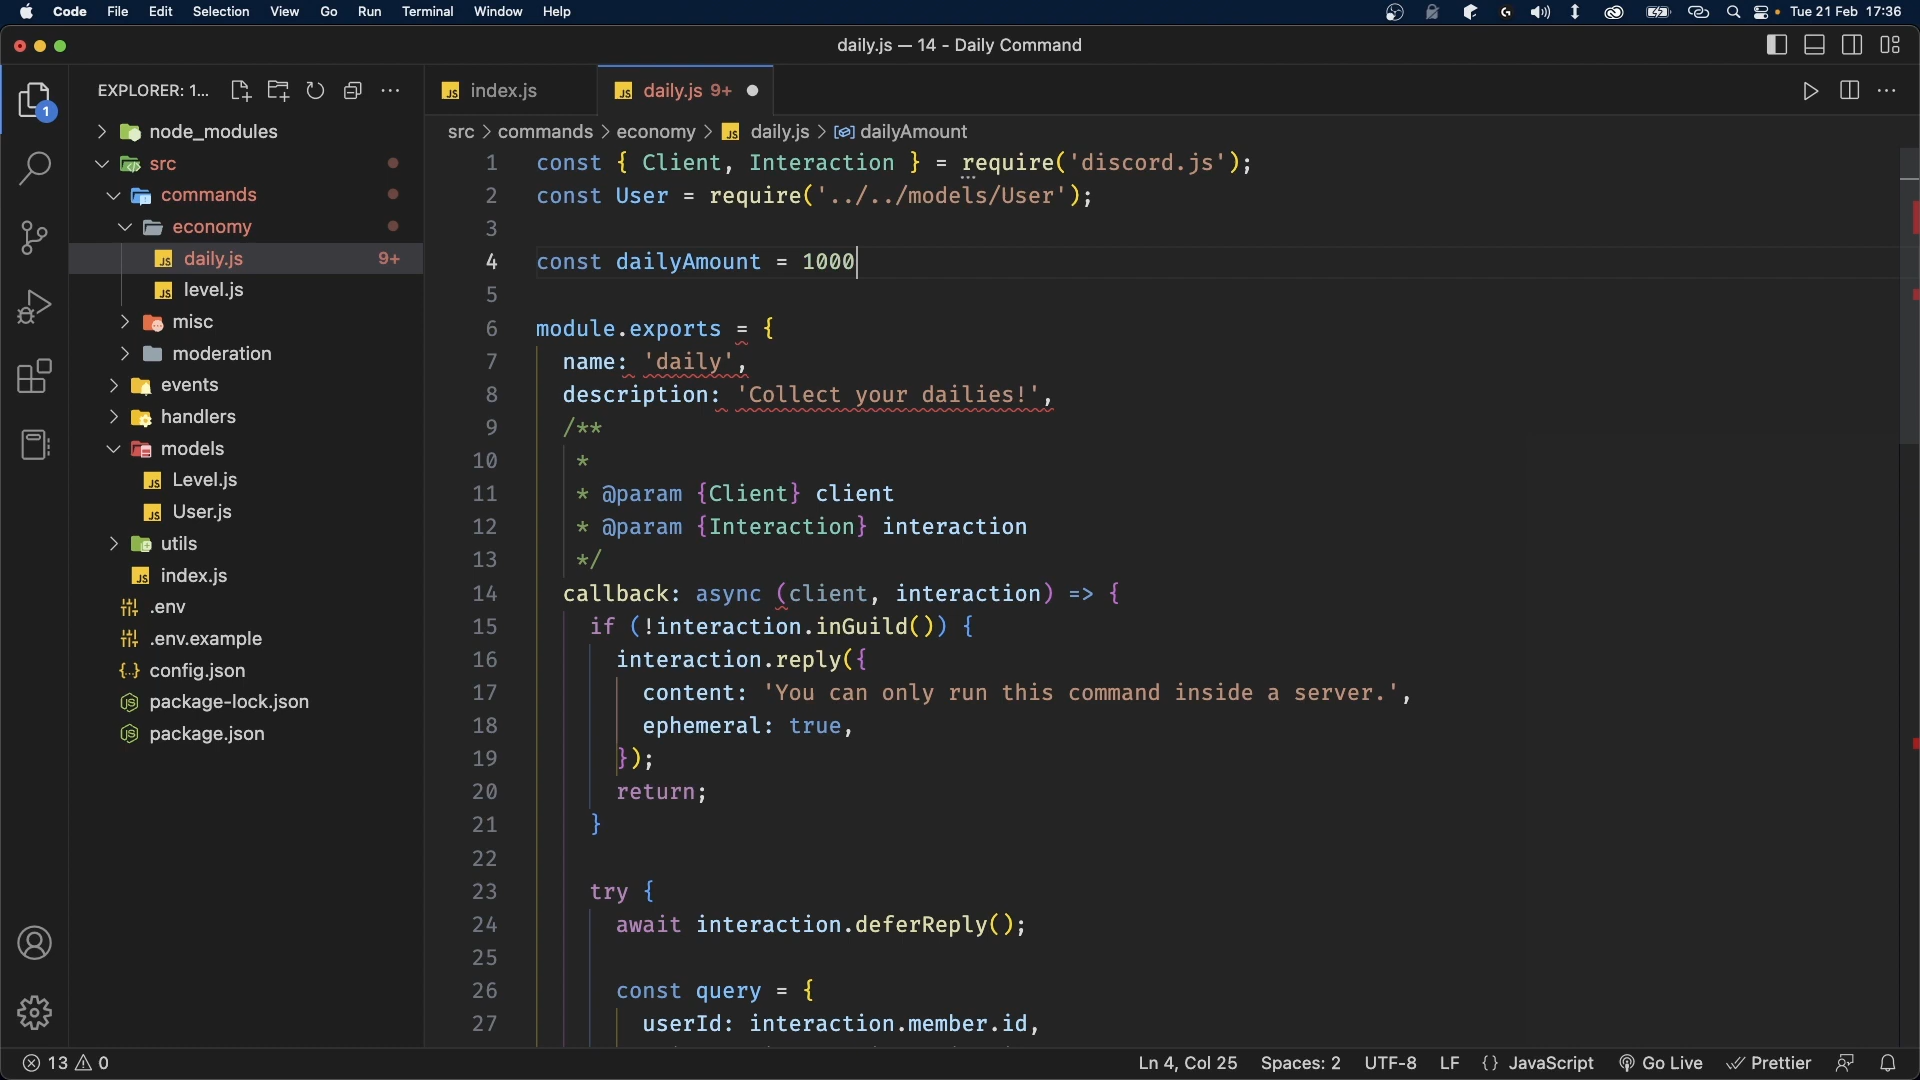 Code File Edit Selection View Go Run Terminal Window Help Tue 21 Feb 17:36
daily.js — 14 - Daily Command
EXPLORER: 1...
1
node_modules
src
commands
economy
daily.js 9+
level.js
misc
moderation
events
handlers
models
Level.js
User.js
utils
index.js
.env
.env.example
config.json
package-lock.json
package.json
index.js daily.js 9+
src > commands > economy > daily.js > dailyAmount
1 const { Client, Interaction } = require('discord.js');
2 const User = require('../../models/User');
3
4 const dailyAmount = 1000
5
6 module.exports = {
7 name: 'daily',
8 description: 'Collect your dailies!',
9 /**
10 *
11 * @param {Client} client
12 * @param {Interaction} interaction
13 */
14 callback: async (client, interaction) => {
15 if (!interaction.inGuild()) {
16 interaction.reply({
17 content: 'You can only run this command inside a server.',
18 ephemeral: true,
19 });
20 return;
21 }
22
23 try {
24 await interaction.deferReply();
25
26 const query = {
27 userId: interaction.member.id,
13 0 Ln 4, Col 25 Spaces: 2 UTF-8 LF {} JavaScript Go Live Prettier